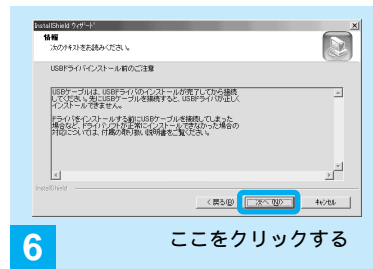 InstallShield ウィザード
情報
次のテキストをお読みください。
USBドライバインストール前のご注意
USBケーブルは、USBドライバのインストールが完了してから接続
してください。先にUSBケーブルを接続すると、USBドライバが正しく
インストールできません。
ドライバをインストールする前にUSBケーブルを接続してしまった
場合など、ドライバソフトが正常にインストールできなかった場合の
対応については、付属の取り扱い説明書をご覧ください。
InstallShield
< 戻る(B)
次へ(N) >
キャンセル
6
ここをクリックする